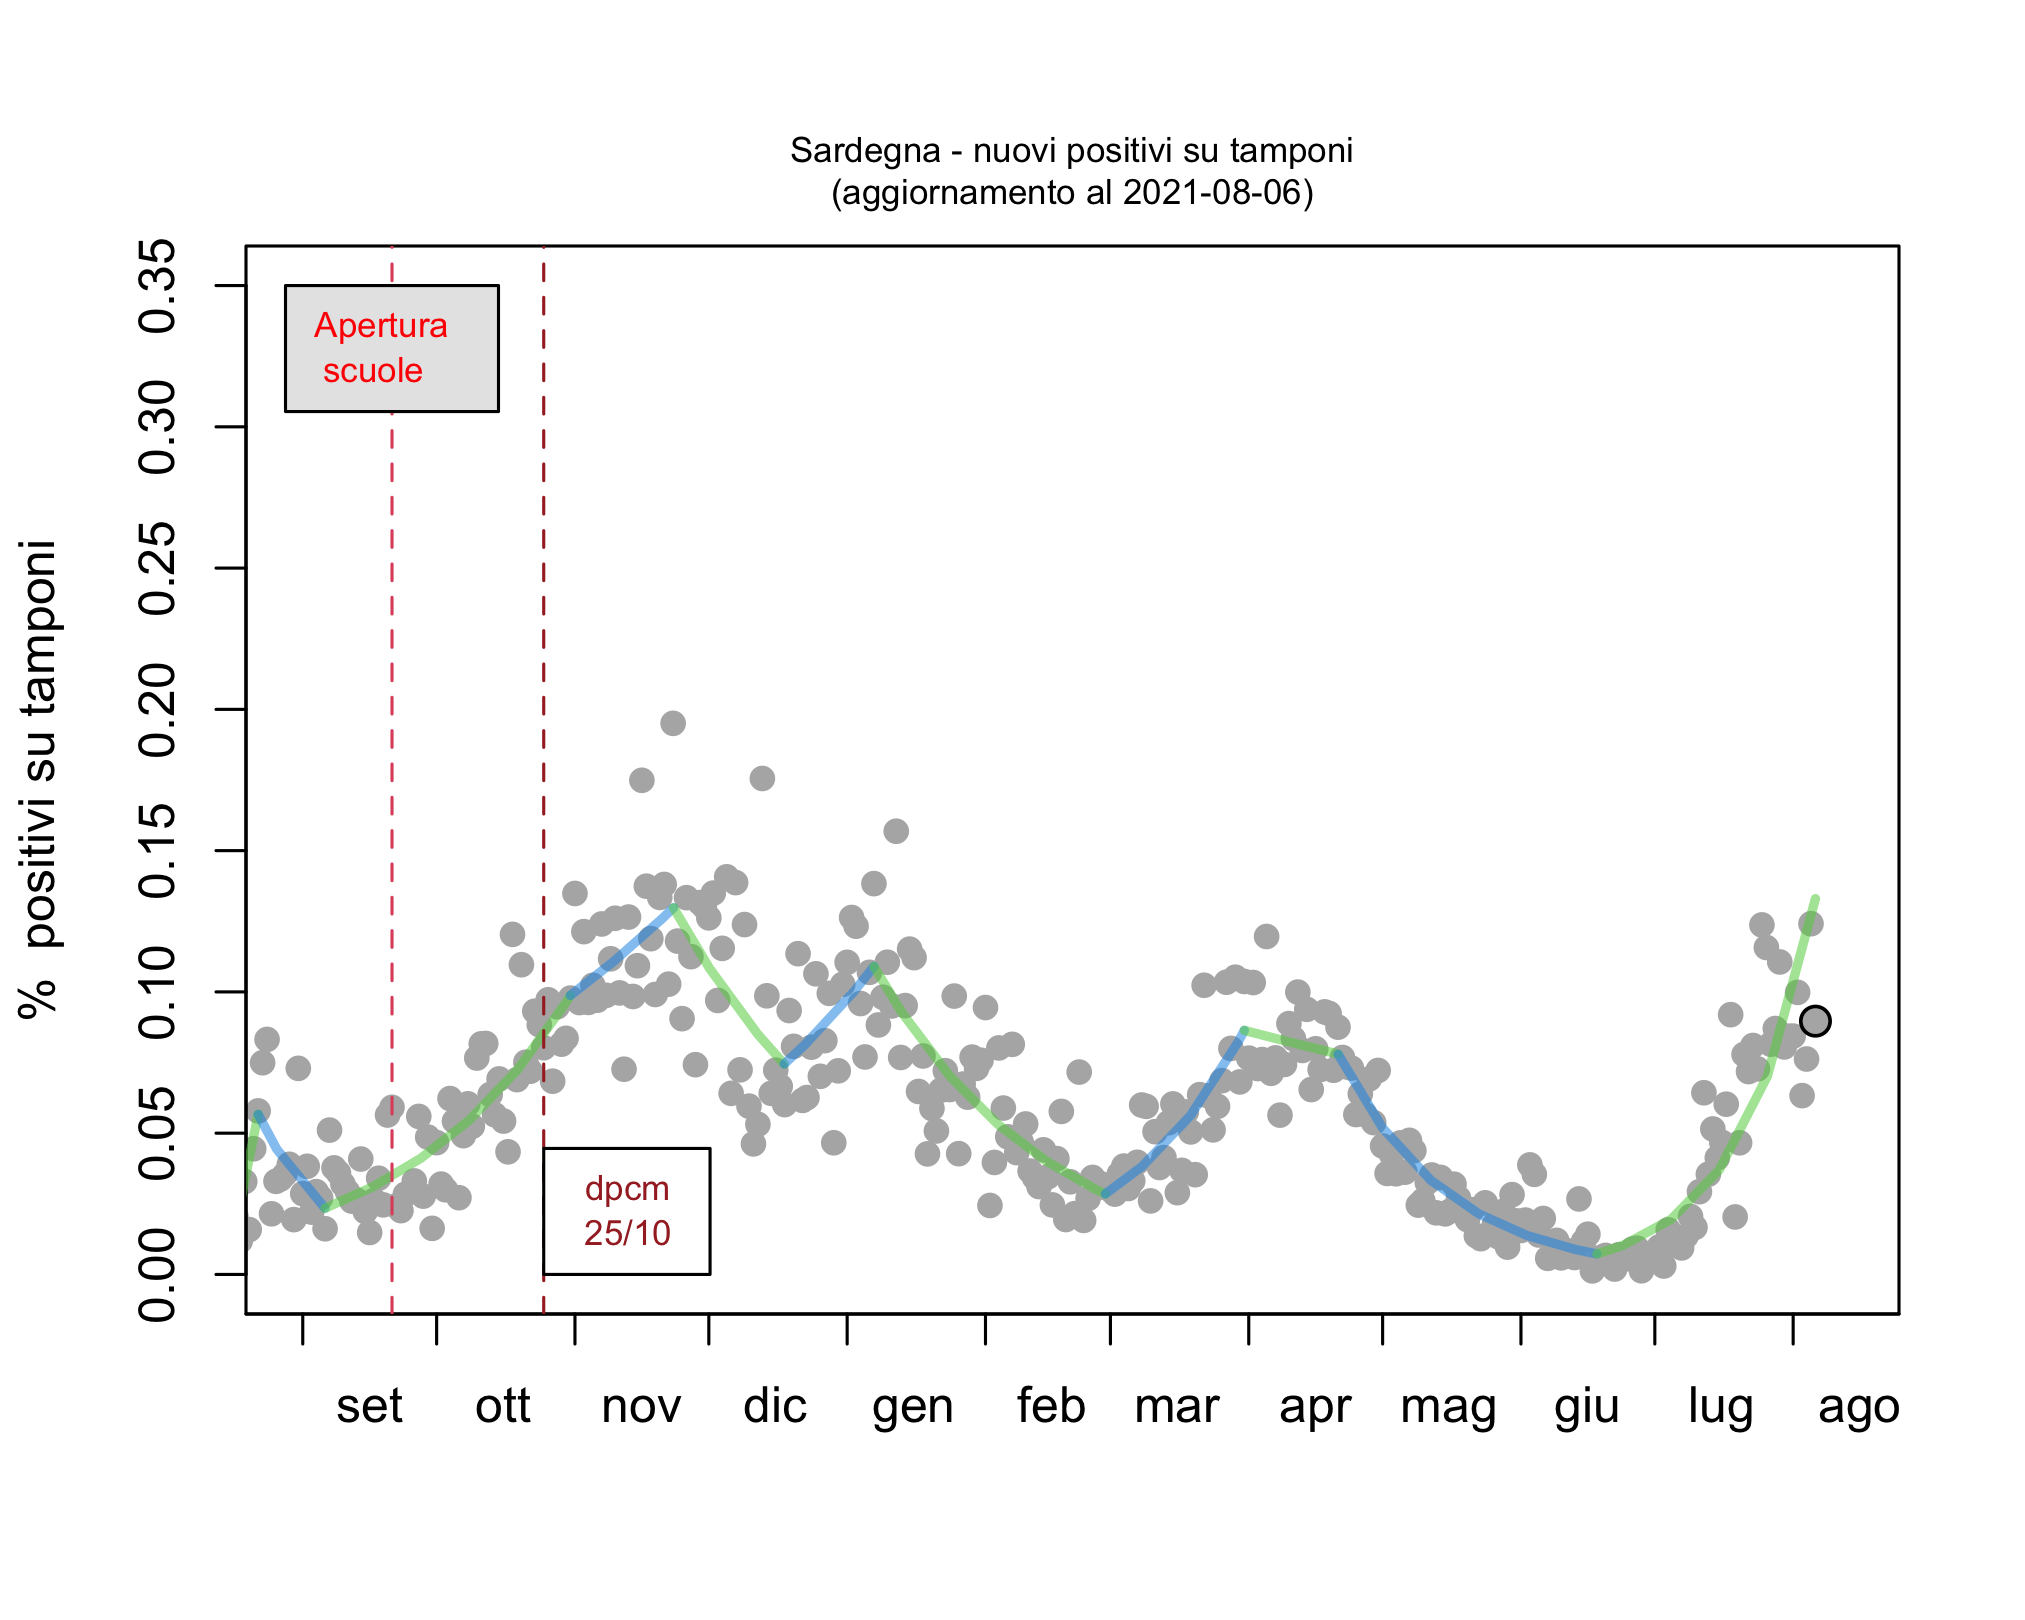 Sardegna - nuovi positivi su tamponi
(aggiornamento al 2021-08-06)
% positivi su tamponi
0.35
0.30
0.25
0.20
0.15
0.10
0.05
0.00
Apertura
scuole
dpcm
25/10
set ott nov dic gen feb mar apr mag giu lug ago